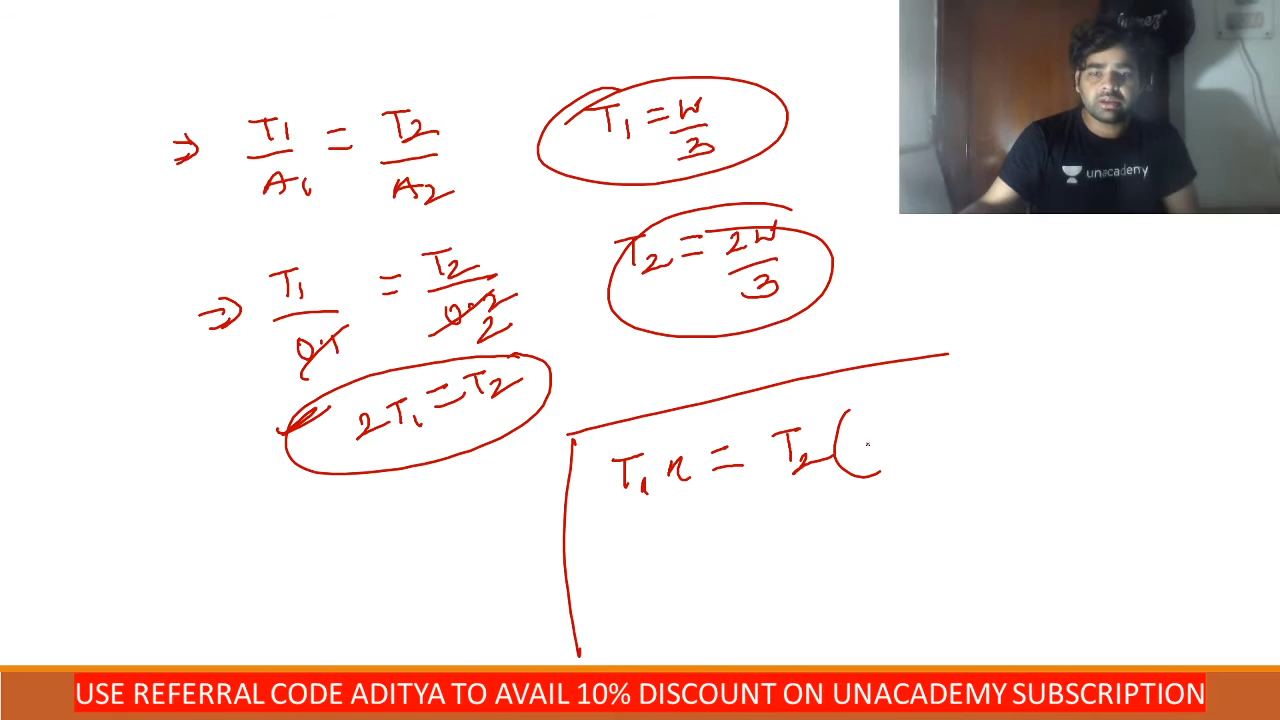 ⇒ T1/A1 = T2/A2
T1 = W/3
T2 = 2W/3
⇒ T1/0.1 = T2/0.2 2
2T1 = T2
T1 x = T2 (
unacademy
USE REFERRAL CODE ADITYA TO AVAIL 10% DISCOUNT ON UNACADEMY SUBSCRIPTION